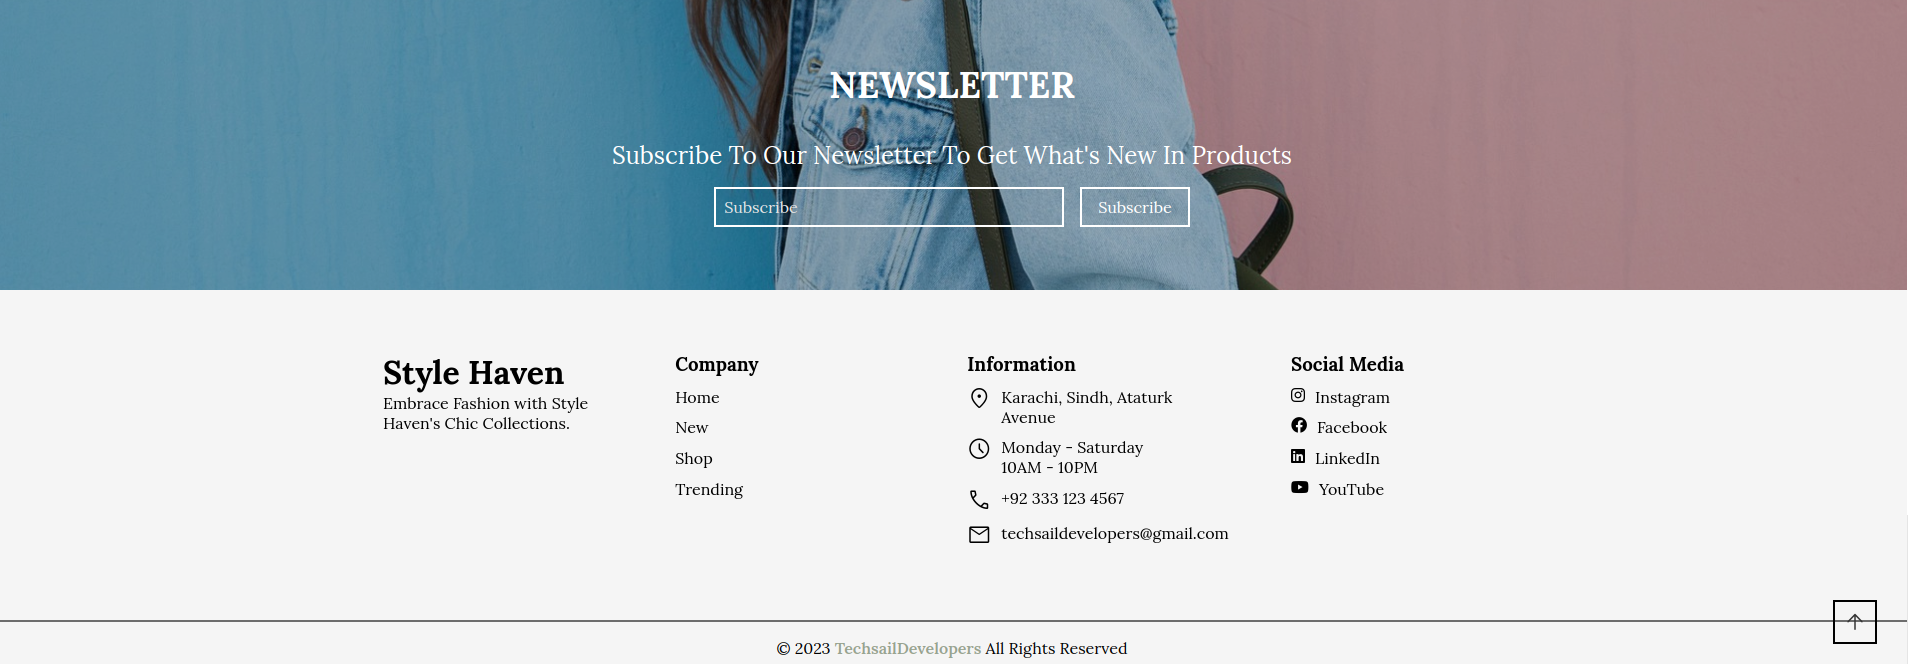 NEWSLETTER
Subscribe To Our Newsletter To Get What's New In Products
Subscribe
Subscribe
Style Haven
Embrace Fashion with Style
Haven's Chic Collections.
Company
Home
New
Shop
Trending
Information
Karachi, Sindh, Ataturk
Avenue
Monday - Saturday
10AM - 10PM
+92 333 123 4567
techsaildevelopers@gmail.com
Social Media
Instagram
Facebook
LinkedIn
YouTube
© 2023 TechsailDevelopers All Rights Reserved